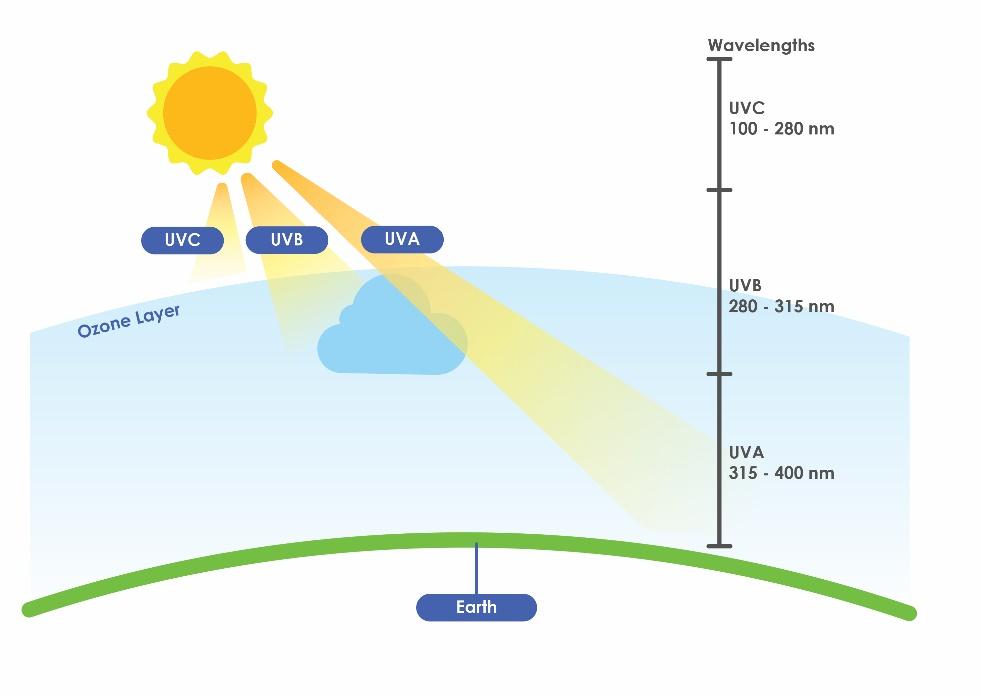 Wavelengths
UVC
100 - 280 nm
UVC
UVB
UVA
UVB
280 - 315 nm
Ozone Layer
UVA
315 - 400 nm
Earth